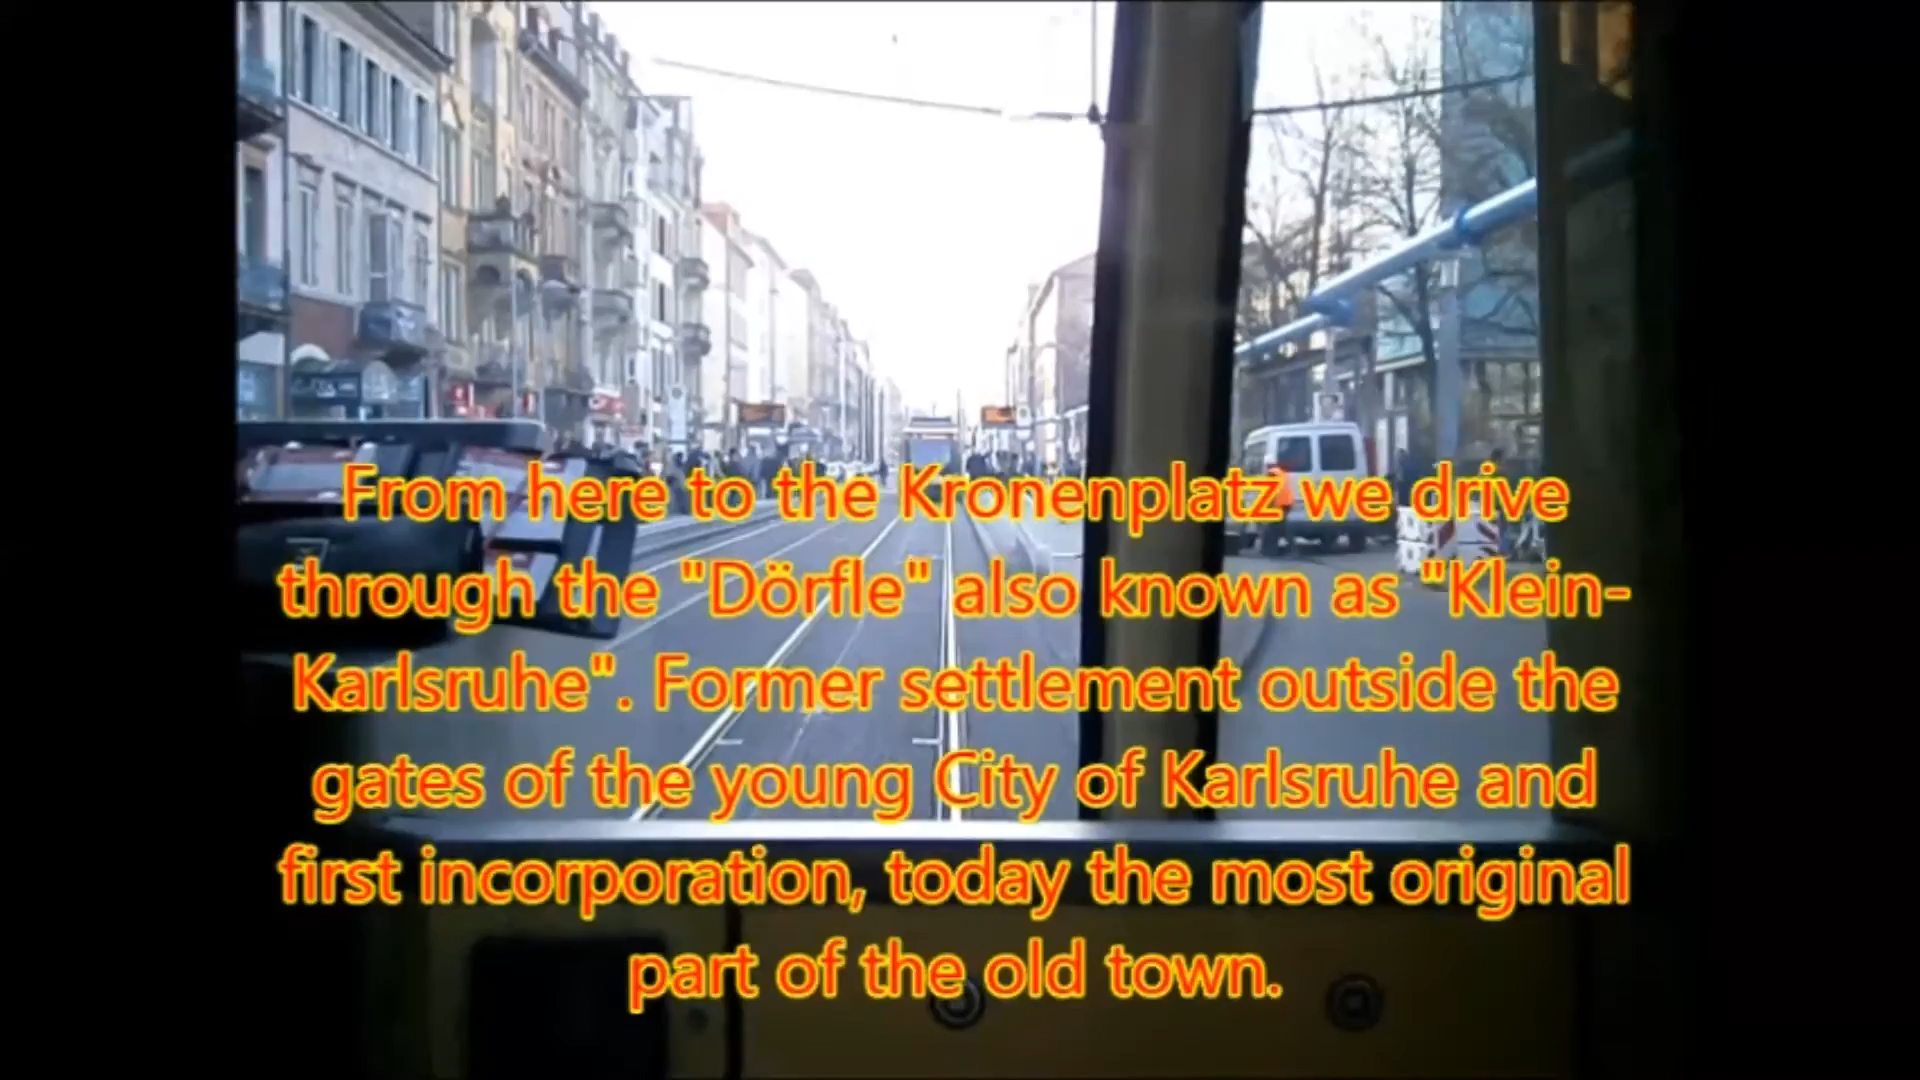 From here to the Kronenplatz we drive
through the "Dörfle" also known as "Klein-
Karlsruhe". Former settlement outside the
gates of the young City of Karlsruhe and
first incorporation, today the most original
part of the old town.